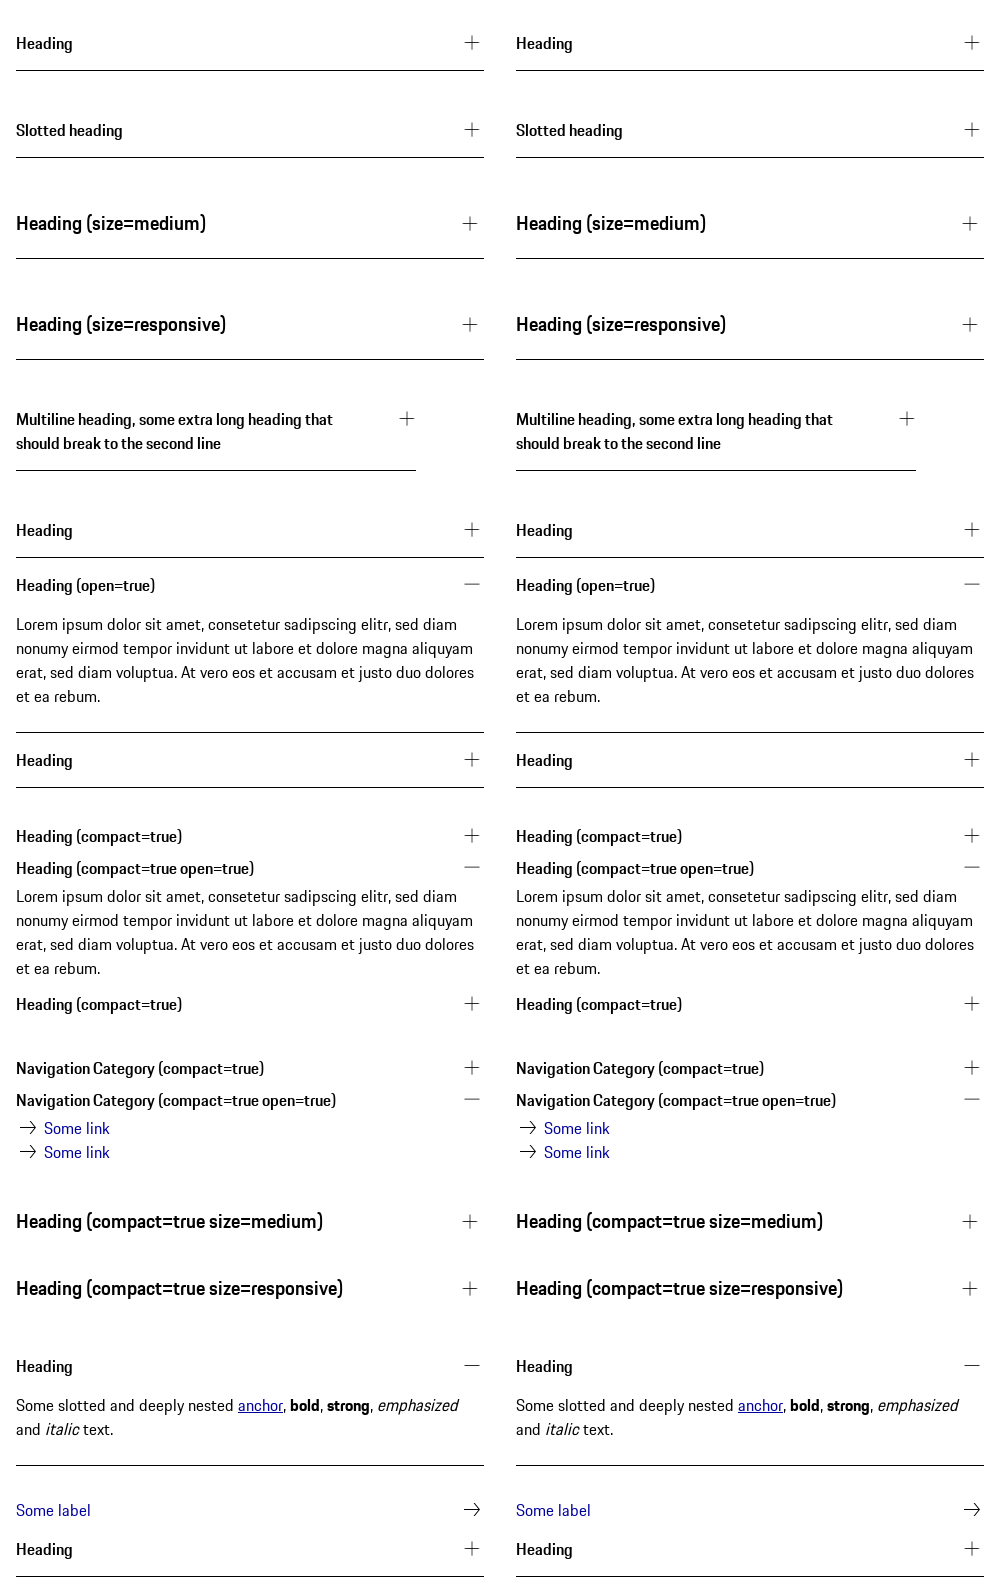 Heading
Slotted heading
Heading (size=medium)
Heading (size=responsive)
Multiline heading, some extra long heading that
should break to the second line
Heading
Heading (open=true)
Lorem ipsum dolor sit amet, consetetur sadipscing elitr, sed diam
nonumy eirmod tempor invidunt ut labore et dolore magna aliquyam
erat, sed diam voluptua. At vero eos et accusam et justo duo dolores
et ea rebum.
Heading
Heading (compact=true)
Heading (compact=true open=true)
Lorem ipsum dolor sit amet, consetetur sadipscing elitr, sed diam
nonumy eirmod tempor invidunt ut labore et dolore magna aliquyam
erat, sed diam voluptua. At vero eos et accusam et justo duo dolores
et ea rebum.
Heading (compact=true)
Navigation Category (compact=true)
Navigation Category (compact=true open=true)
Some link
Some link
Heading (compact=true size=medium)
Heading (compact=true size=responsive)
Heading
Some slotted and deeply nested anchor, bold, strong, emphasized
and italic text.
Some label
Heading
Heading
Slotted heading
Heading (size=medium)
Heading (size=responsive)
Multiline heading, some extra long heading that
should break to the second line
Heading
Heading (open=true)
Lorem ipsum dolor sit amet, consetetur sadipscing elitr, sed diam
nonumy eirmod tempor invidunt ut labore et dolore magna aliquyam
erat, sed diam voluptua. At vero eos et accusam et justo duo dolores
et ea rebum.
Heading
Heading (compact=true)
Heading (compact=true open=true)
Lorem ipsum dolor sit amet, consetetur sadipscing elitr, sed diam
nonumy eirmod tempor invidunt ut labore et dolore magna aliquyam
erat, sed diam voluptua. At vero eos et accusam et justo duo dolores
et ea rebum.
Heading (compact=true)
Navigation Category (compact=true)
Navigation Category (compact=true open=true)
Some link
Some link
Heading (compact=true size=medium)
Heading (compact=true size=responsive)
Heading
Some slotted and deeply nested anchor, bold, strong, emphasized
and italic text.
Some label
Heading